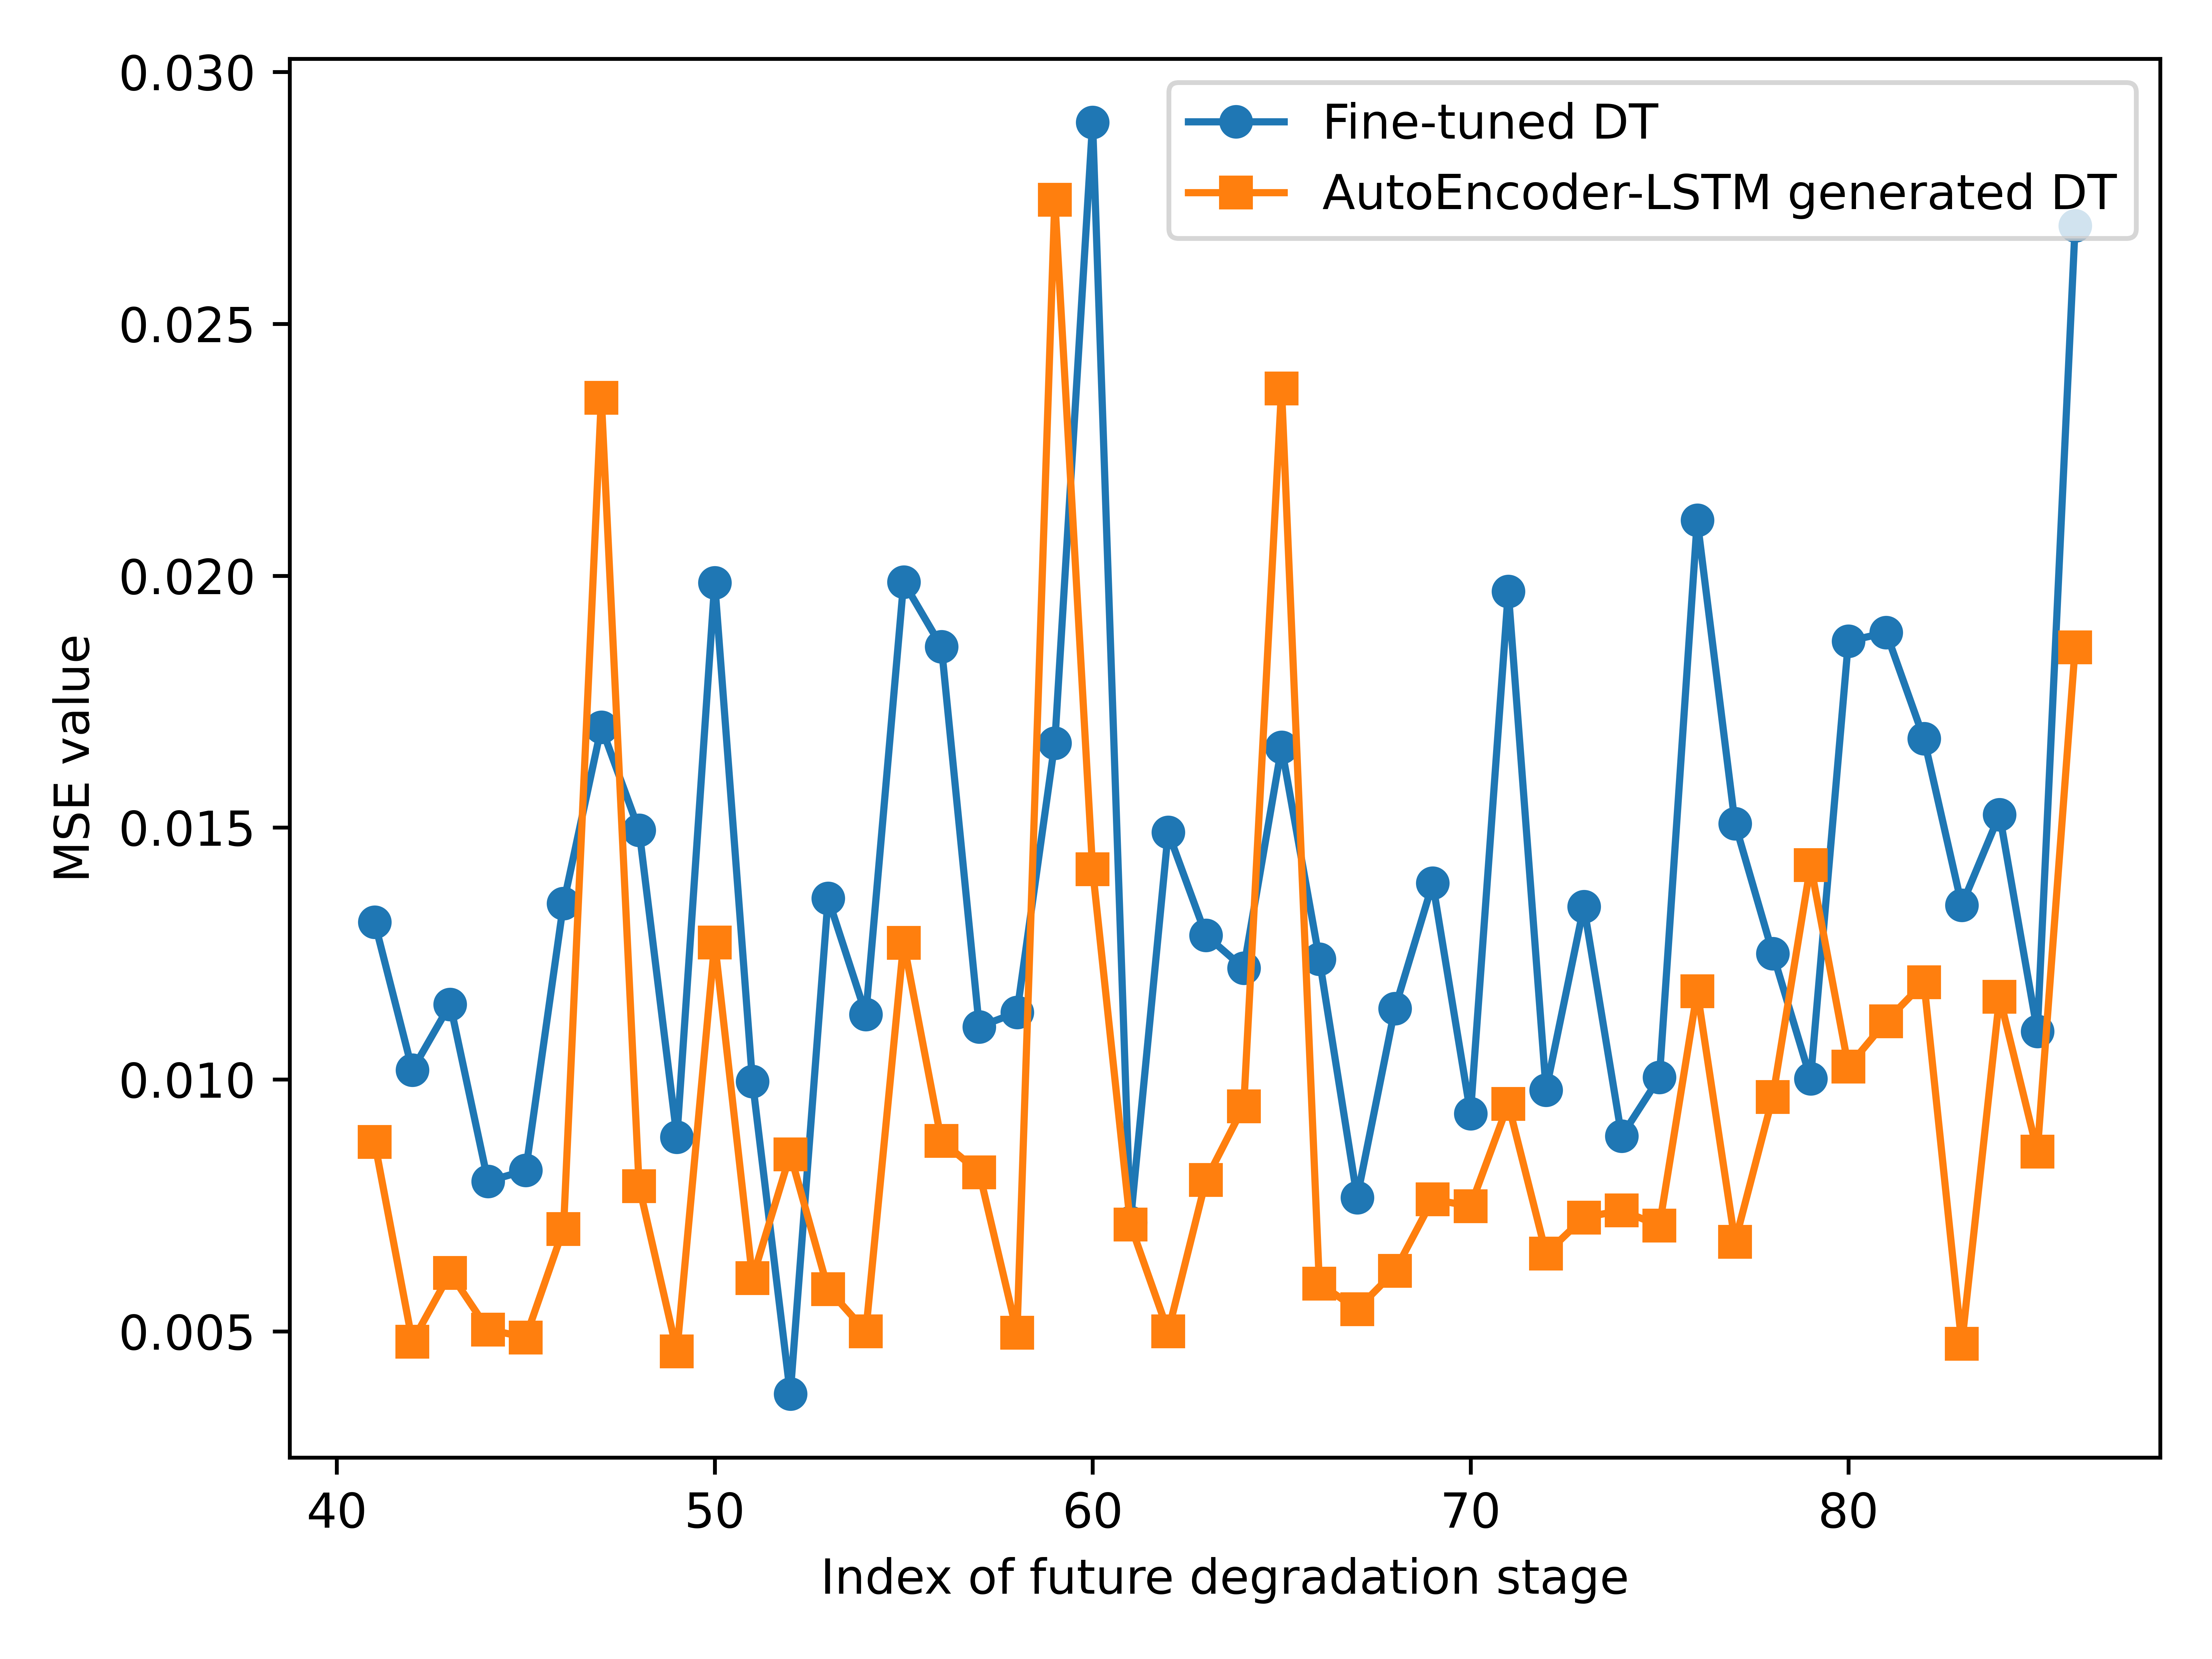 0.030
0.025
0.020
0.015
0.010
0.005
MSE value
Fine-tuned DT
AutoEncoder-LSTM generated DT
40 50 60 70 80
Index of future degradation stage